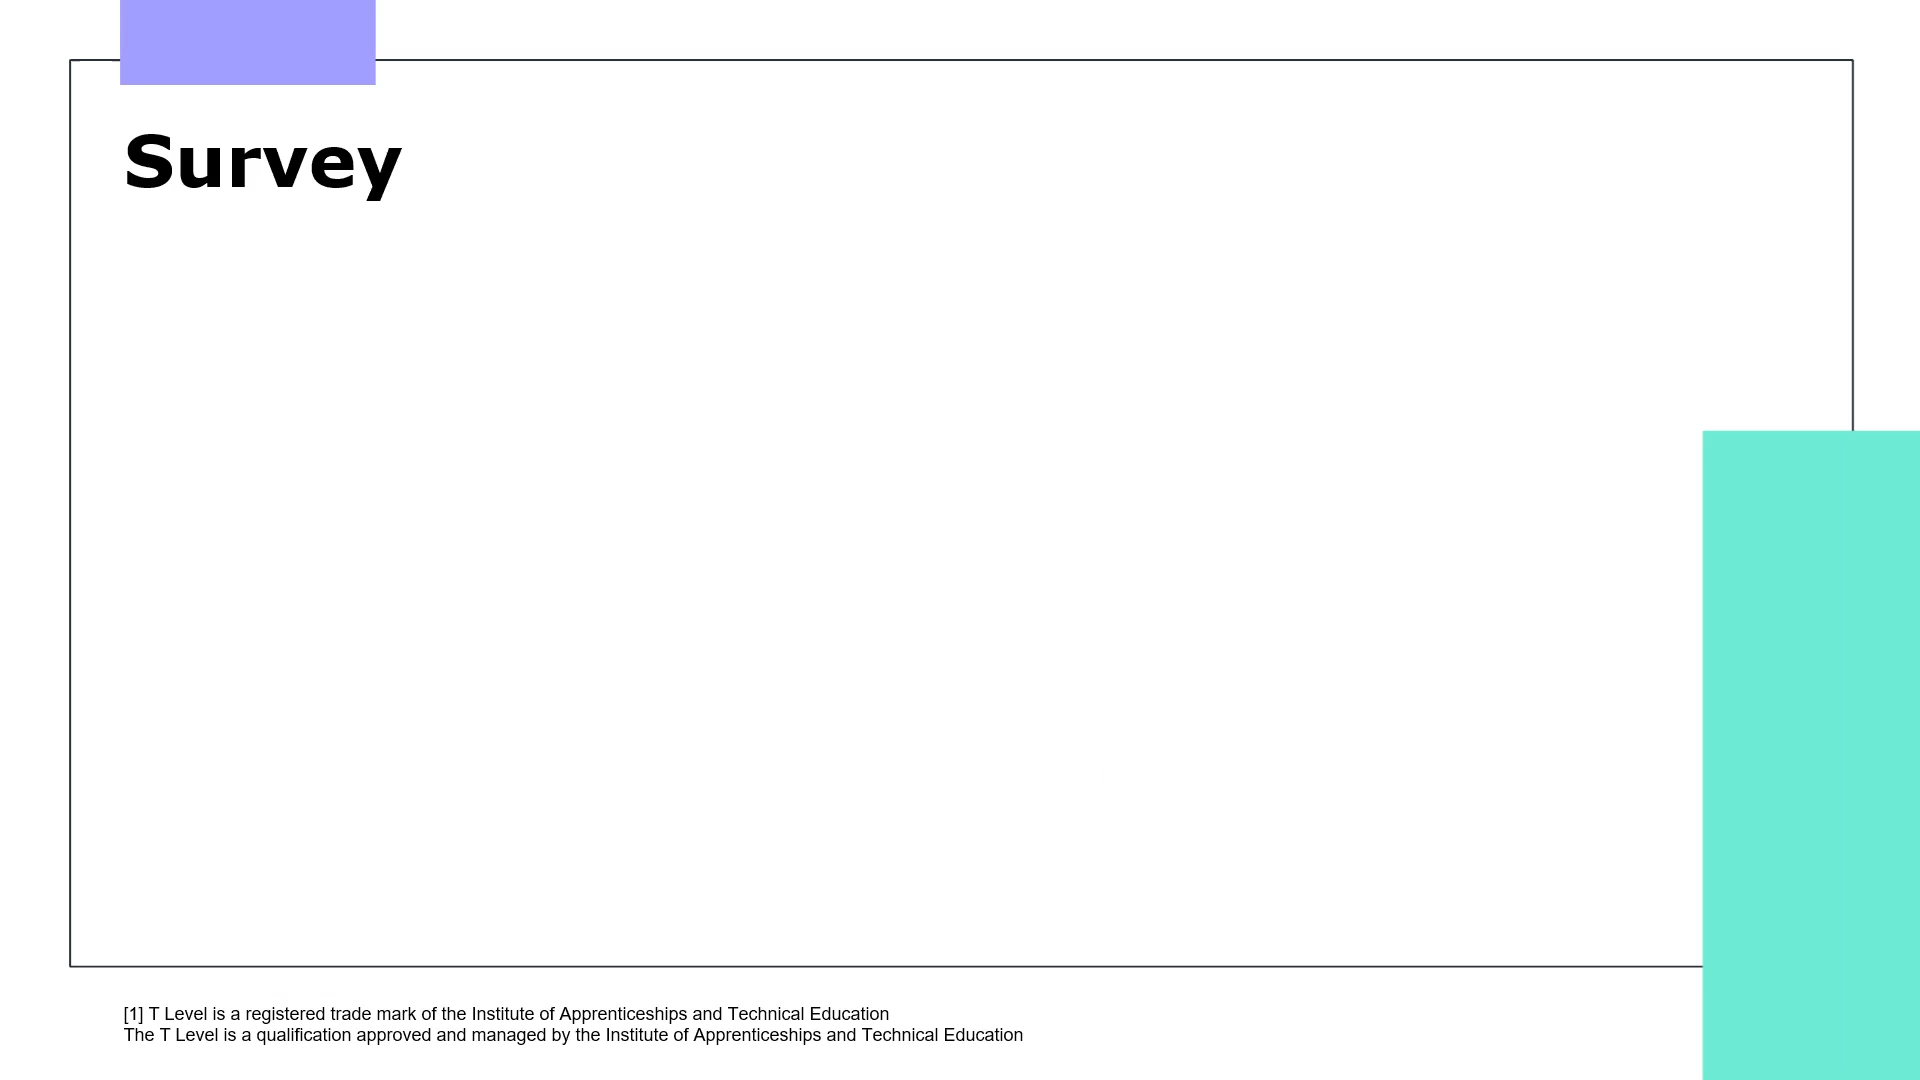 Survey
[1] T Level is a registered trade mark of the Institute of Apprenticeships and Technical Education
The T Level is a qualification approved and managed by the Institute of Apprenticeships and Technical Education